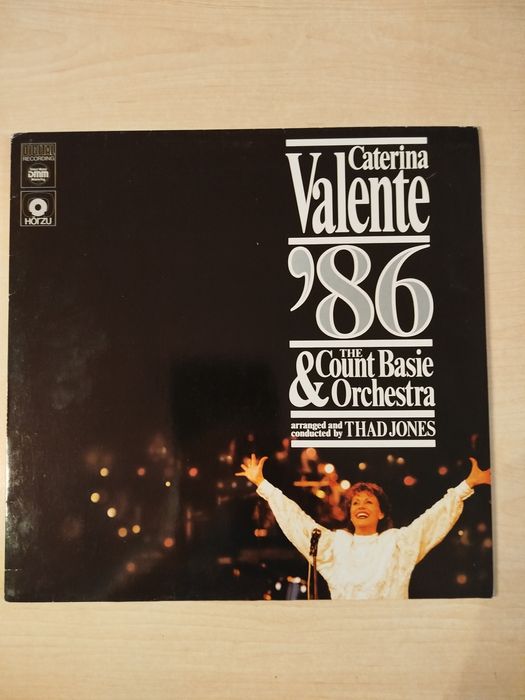 DIGITAL
RECORDING
DMM
HÖRZU
Caterina
Valente
'86
& THE
Count Basie
Orchestra
arranged and
conducted by THAD JONES